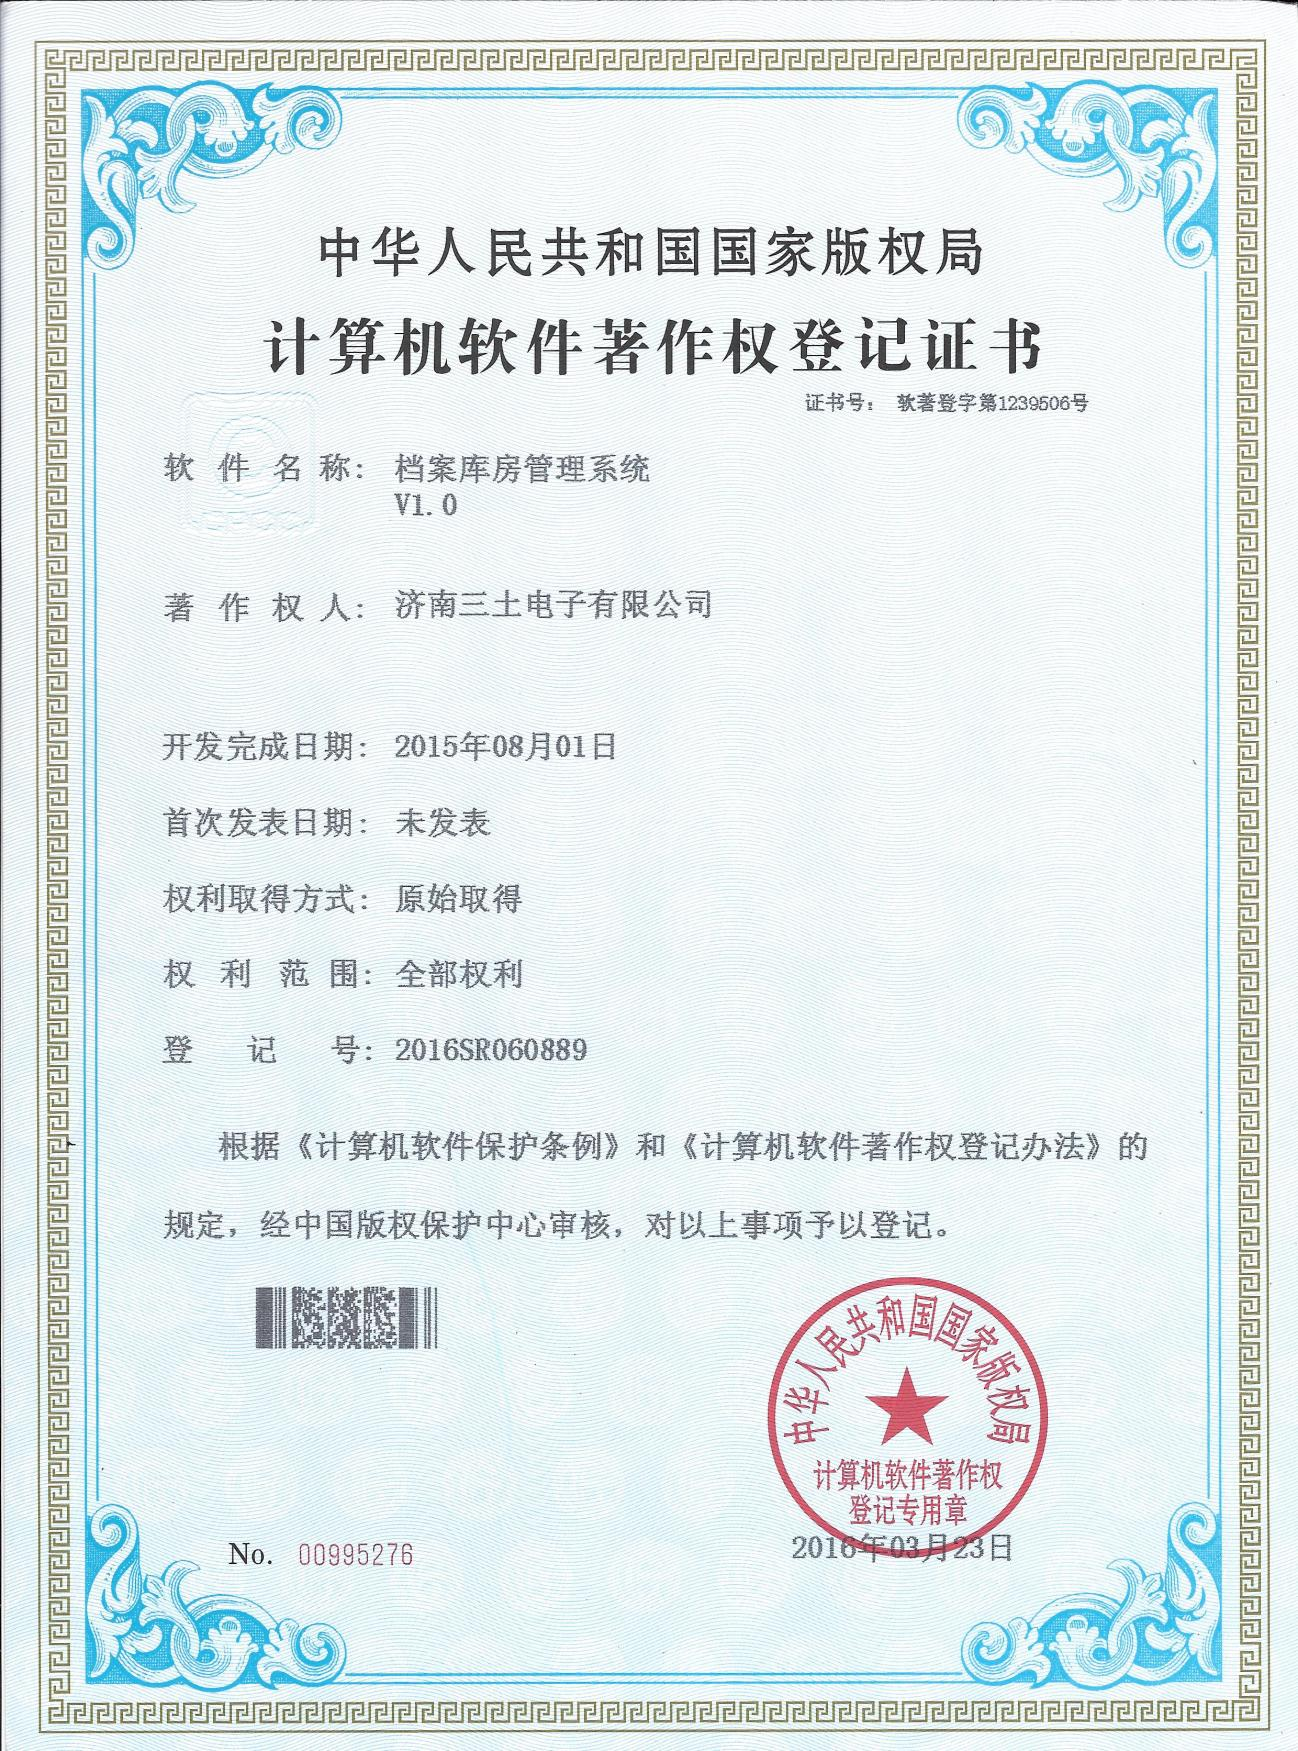 中华人民共和国国家版权局
计算机软件著作权登记证书
证书号： 软著登字第1239506号
软件名称： 档案库房管理系统
V1.0
著作权人： 济南三土电子有限公司
开发完成日期： 2015年08月01日
首次发表日期： 未发表
权利取得方式： 原始取得
权利范围： 全部权利
登记号： 2016SR060889
根据《计算机软件保护条例》和《计算机软件著作权登记办法》的
规定，经中国版权保护中心审核，对以上事项予以登记。
中华人民共和国国家版权局
计算机软件著作权
登记专用章
No. 00995276
2016年03月23日